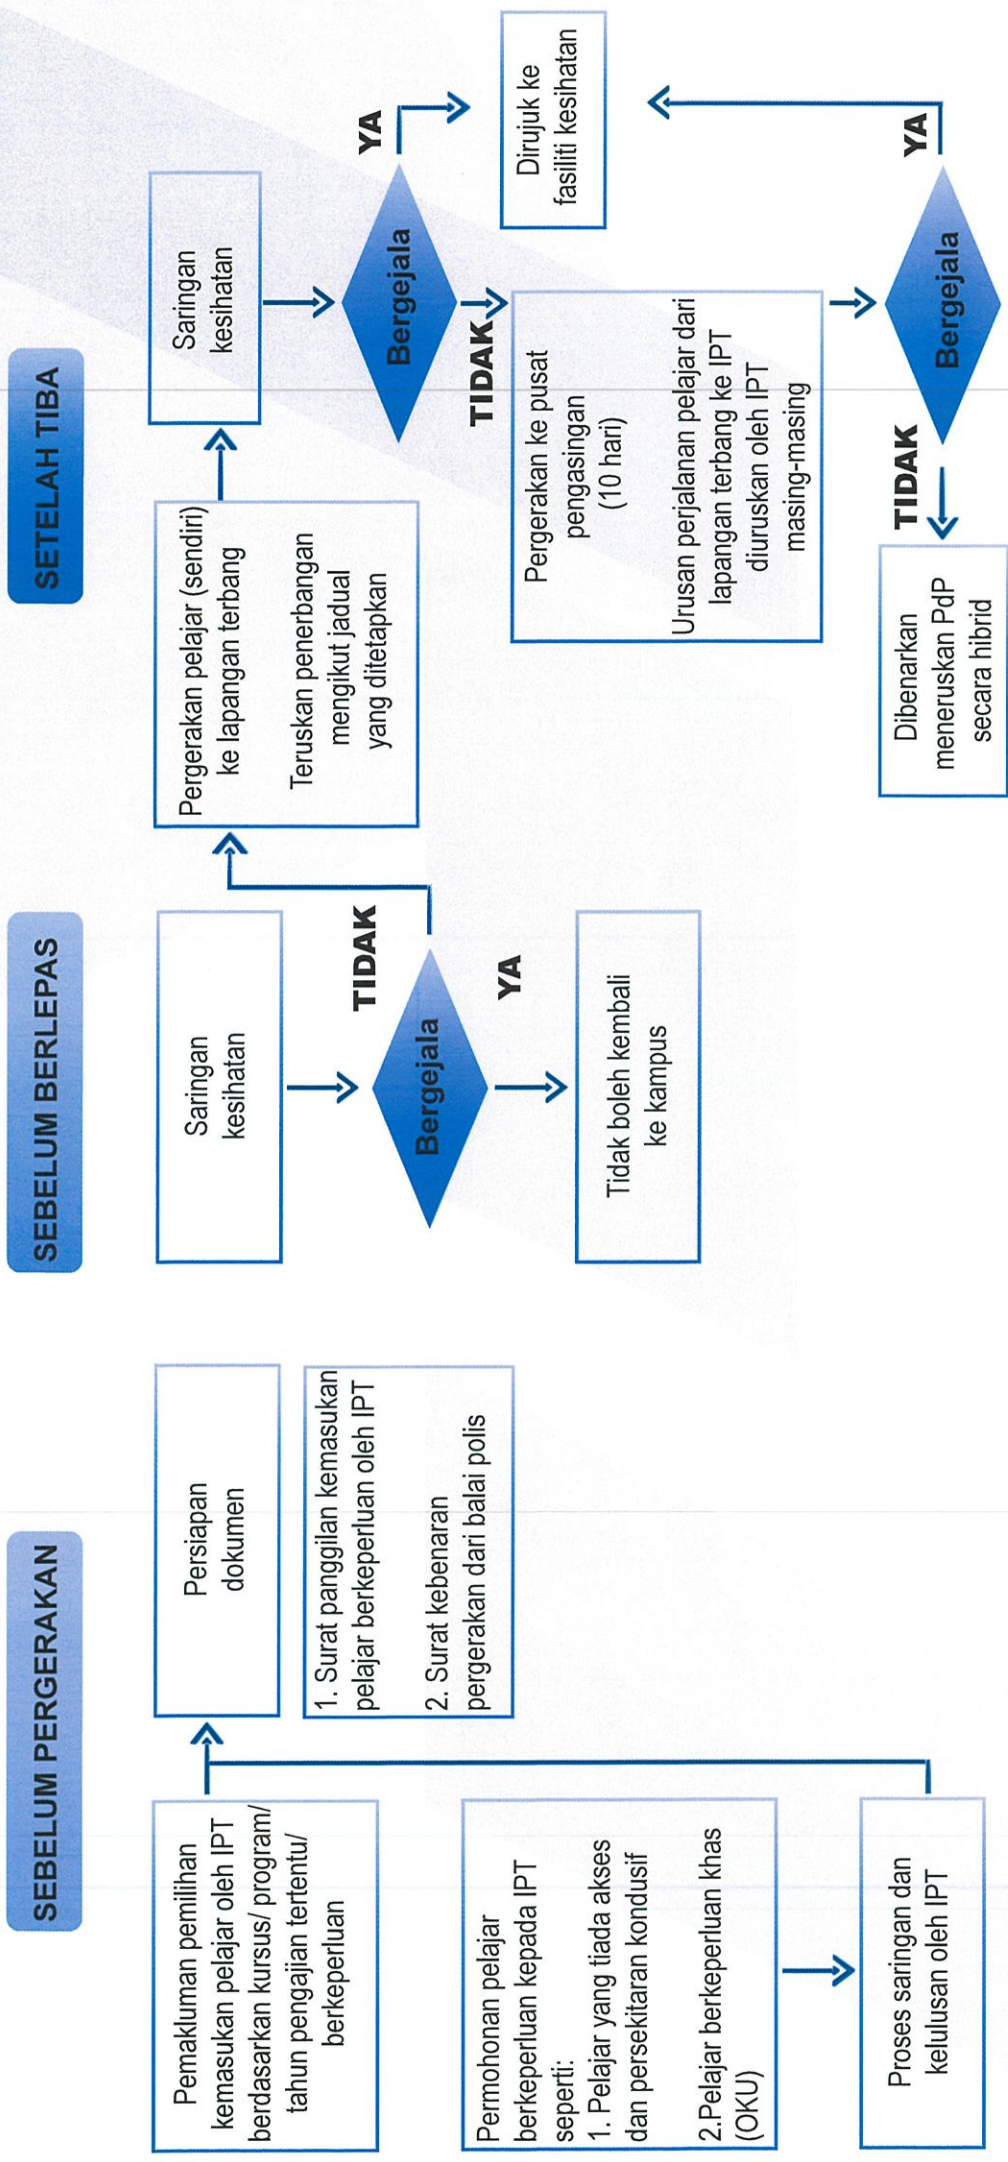 SEBELUM PERGERAKAN
Pemakluman pemilihan
kemasukan pelajar oleh IPT
berdasarkan kursus/ program/
tahun pengajian tertentu/
berkeperluan
Permohonan pelajar
berkeperluan kepada IPT
seperti:
1. Pelajar yang tiada akses
dan persekitaran kondusif
2.Pelajar berkeperluan khas
(OKU)
Proses saringan dan
kelulusan oleh IPT
Persiapan
dokumen
1. Surat panggilan kemasukan
pelajar berkeperluan oleh IPT
2. Surat kebenaran
pergerakan dari balai polis
SEBELUM BERLEPAS
Saringan
kesihatan
Bergejala
TIDAK
YA
Tidak boleh kembali
ke kampus
SETELAH TIBA
Pergerakan pelajar (sendiri)
ke lapangan terbang
Teruskan penerbangan
mengikut jadual
yang ditetapkan
Saringan
kesihatan
Bergejala
YA
TIDAK
Dirujuk ke
fasiliti kesihatan
Pergerakan ke pusat
pengasingan
(10 hari)
Urusan perjalanan pelajar dari
lapangan terbang ke IPT
diuruskan oleh IPT
masing-masing
Bergejala
YA
TIDAK
Dibenarkan
meneruskan PdP
secara hibrid